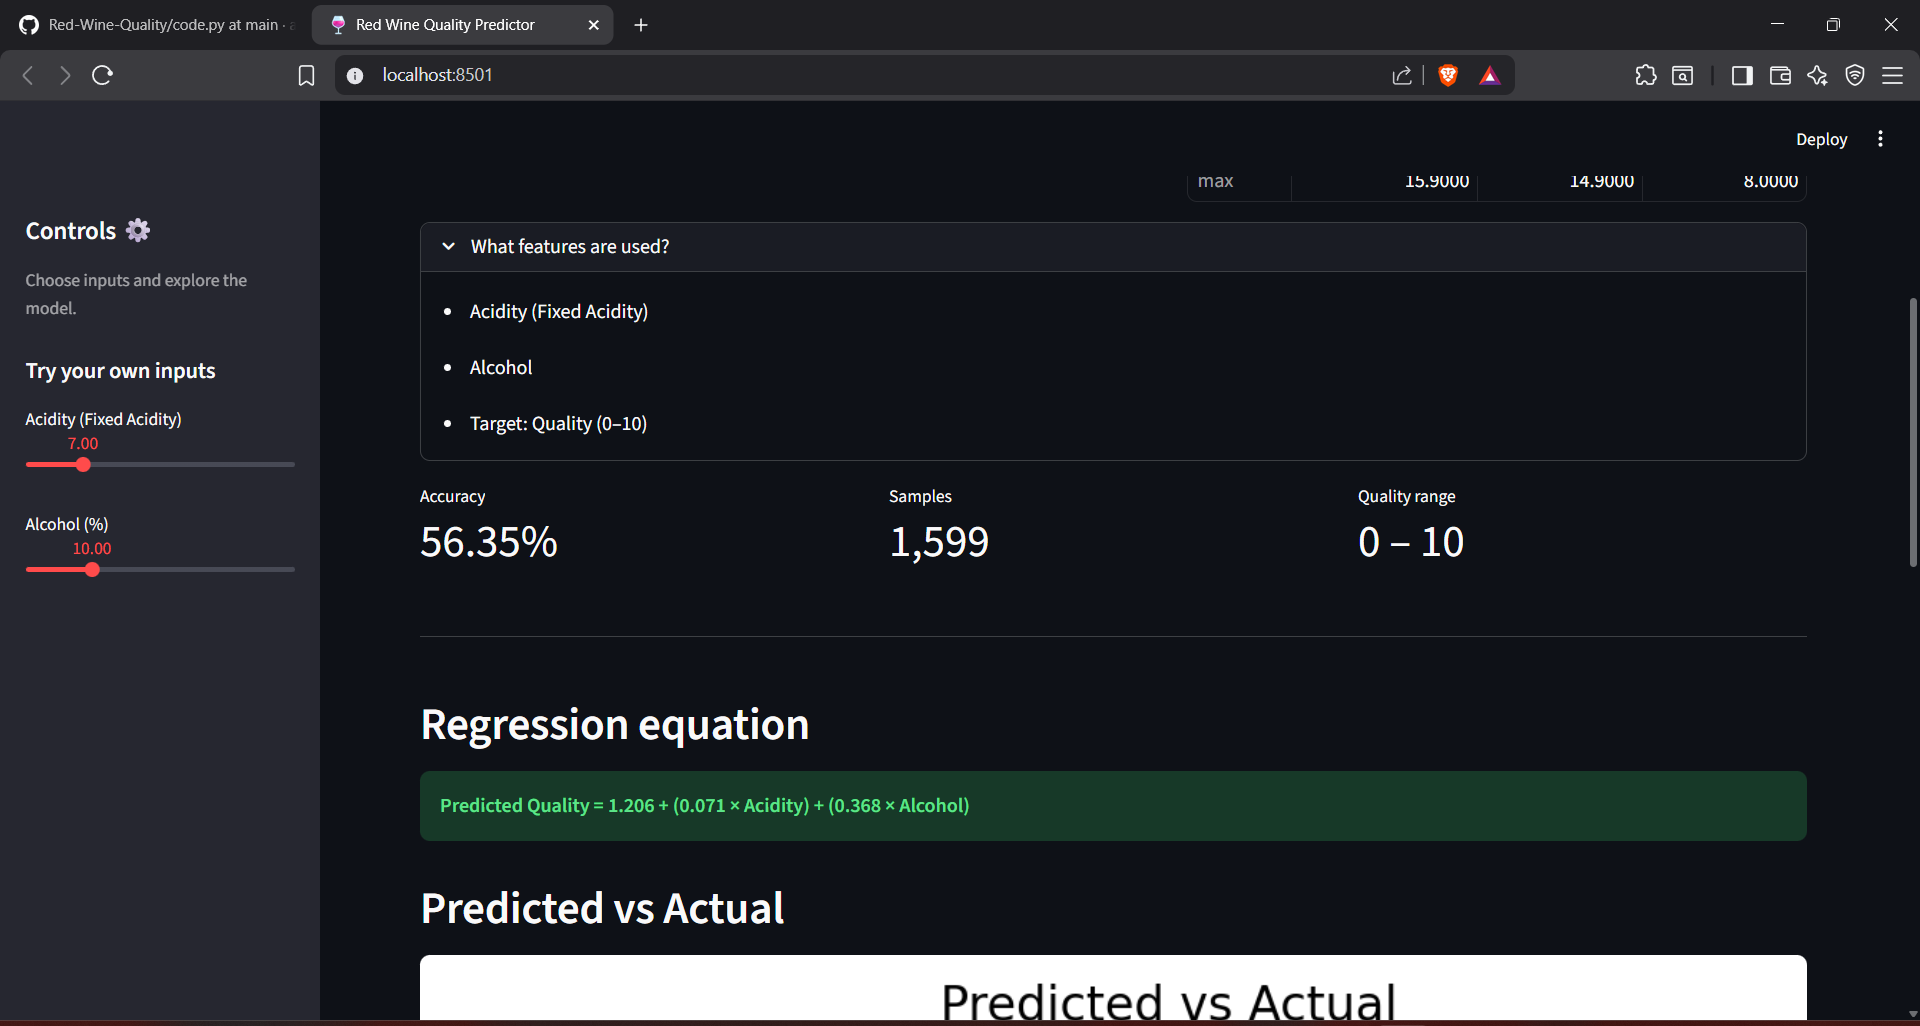 Red-Wine-Quality/code.py at main ·
Red Wine Quality Predictor
localhost:8501
Deploy
max 15.9000 14.9000 8.0000
Controls
Choose inputs and explore the
model.
Try your own inputs
Acidity (Fixed Acidity)
7.00
Alcohol (%)
10.00
What features are used?
• Acidity (Fixed Acidity)
• Alcohol
• Target: Quality (0–10)
Accuracy Samples Quality range
56.35% 1,599 0 – 10
Regression equation
Predicted Quality = 1.206 + (0.071 × Acidity) + (0.368 × Alcohol)
Predicted vs Actual
Predicted vs Actual